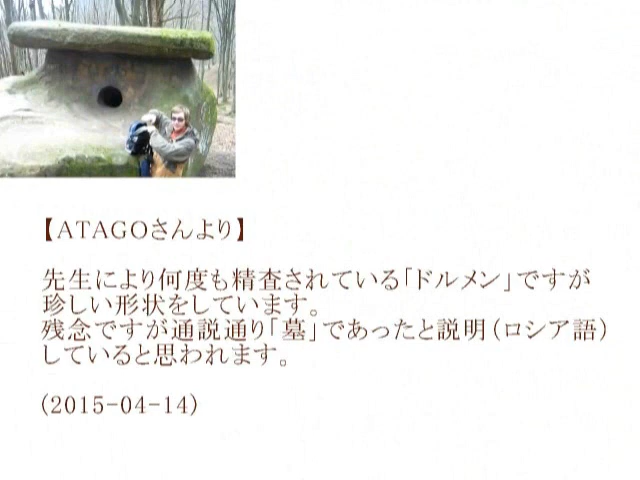 【ATAGOさんより】
先生により何度も精査されている「ドルメン」ですが
珍しい形状をしています。
残念ですが通説通り「墓」であったと説明(ロシア語)
していると思われます。
(2015-04-14)